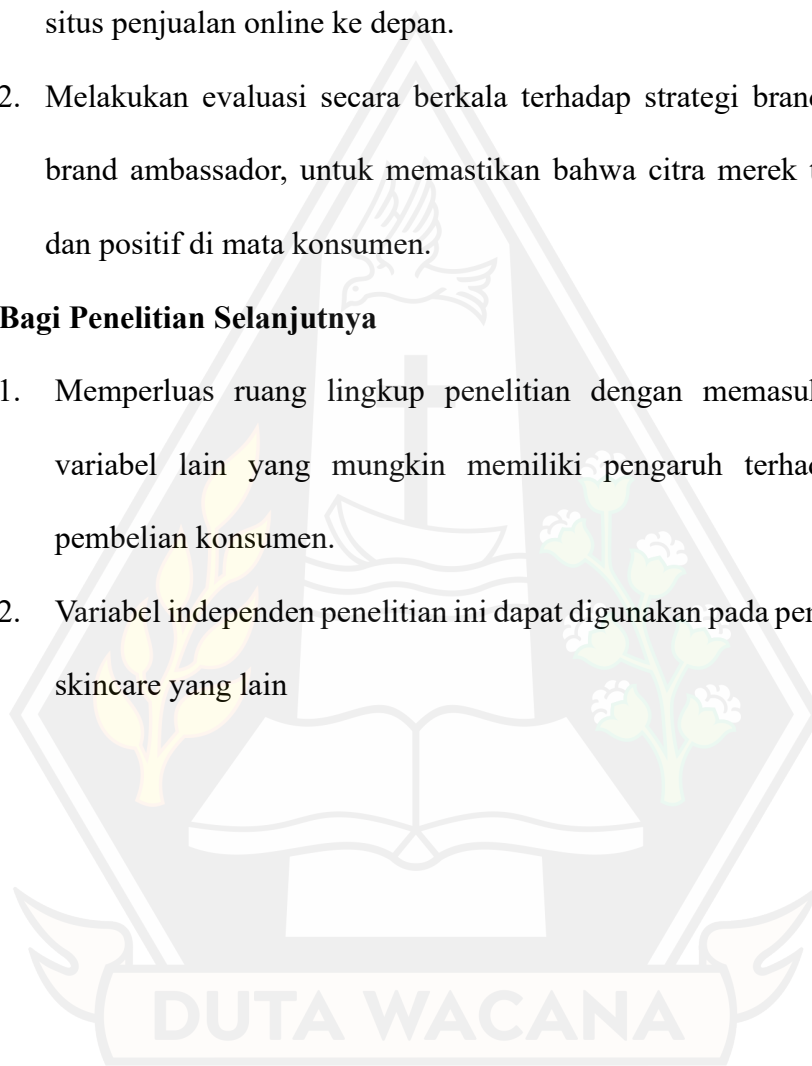 situs penjualan online ke depan.
2. Melakukan evaluasi secara berkala terhadap strategi
brand ambassador, untuk memastikan bahwa citra merek
dan positif di mata konsumen.
Bagi Penelitian Selanjutnya
1. Memperluas ruang lingkup penelitian dengan
variabel lain yang mungkin memiliki pengaruh
pembelian konsumen.
2. Variabel independen penelitian ini dapat digunakan pada
skincare yang lain
DUTA WACANA